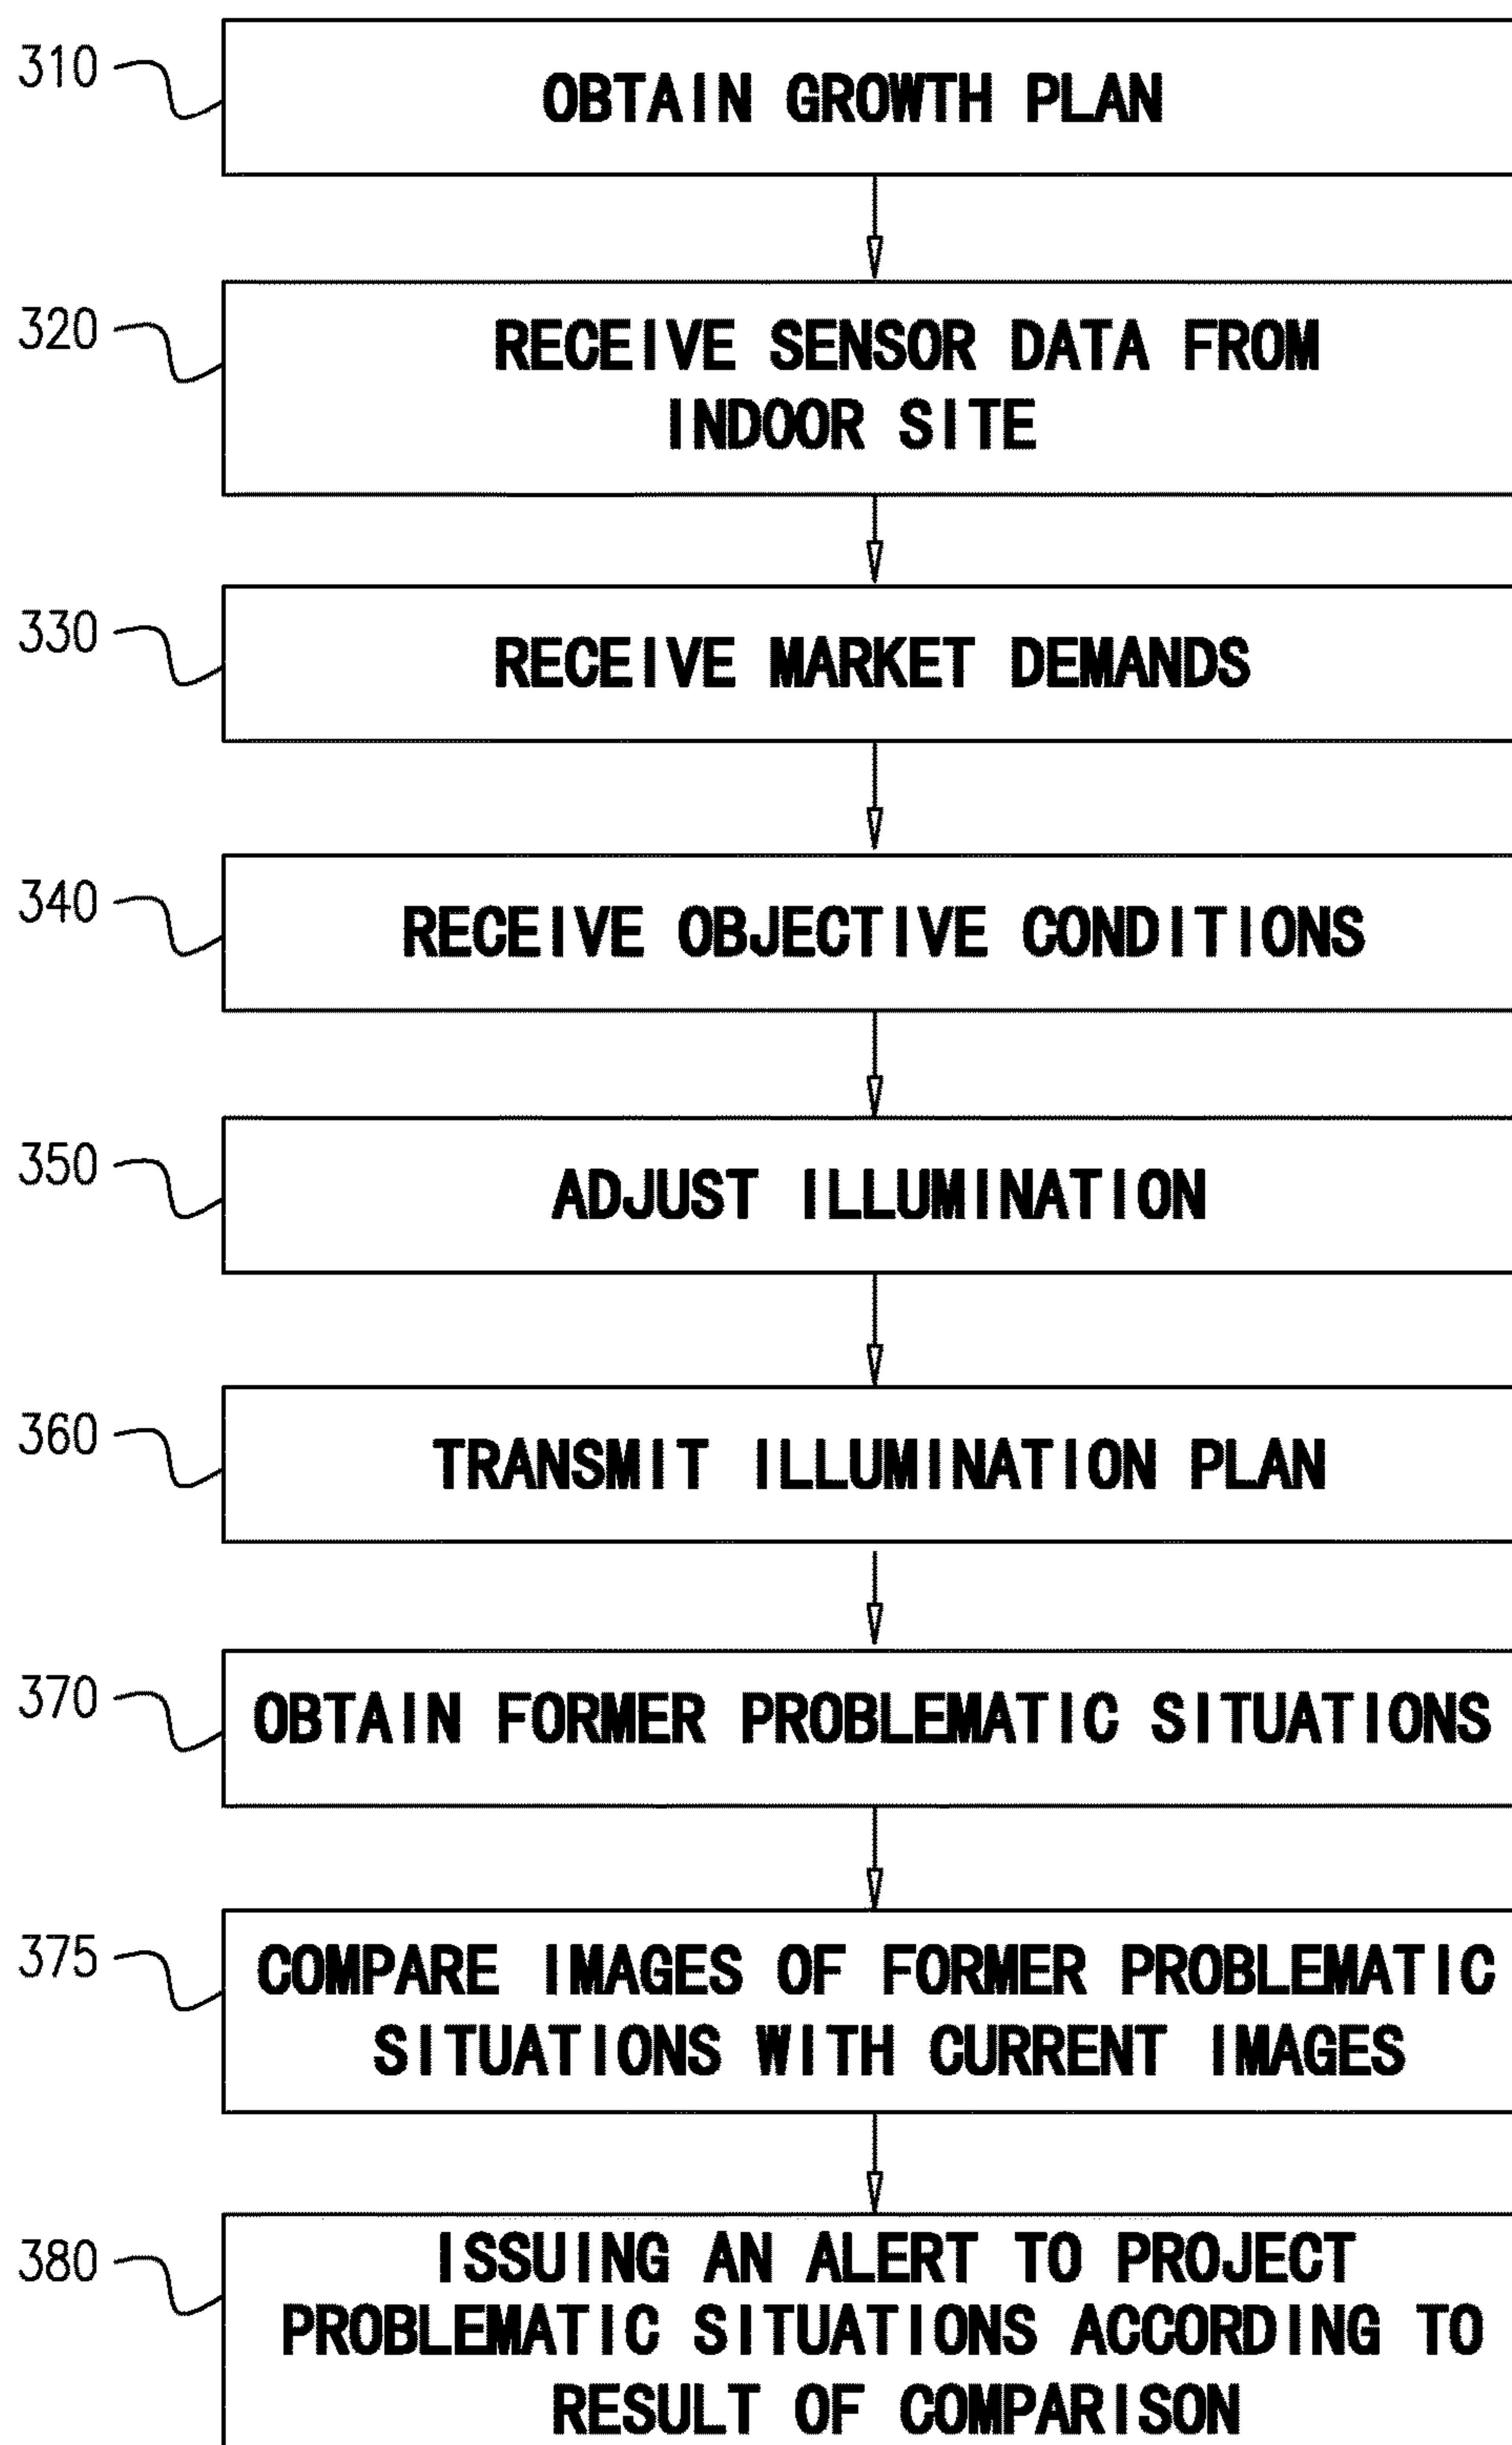 310
OBTAIN GROWTH PLAN
320
RECEIVE SENSOR DATA FROM
INDOOR SITE
330
RECEIVE MARKET DEMANDS
340
RECEIVE OBJECTIVE CONDITIONS
350
ADJUST ILLUMINATION
360
TRANSMIT ILLUMINATION PLAN
370
OBTAIN FORMER PROBLEMATIC SITUATIONS
375
COMPARE IMAGES OF FORMER PROBLEMATIC
SITUATIONS WITH CURRENT IMAGES
380
ISSUING AN ALERT TO PROJECT
PROBLEMATIC SITUATIONS ACCORDING TO
RESULT OF COMPARISON